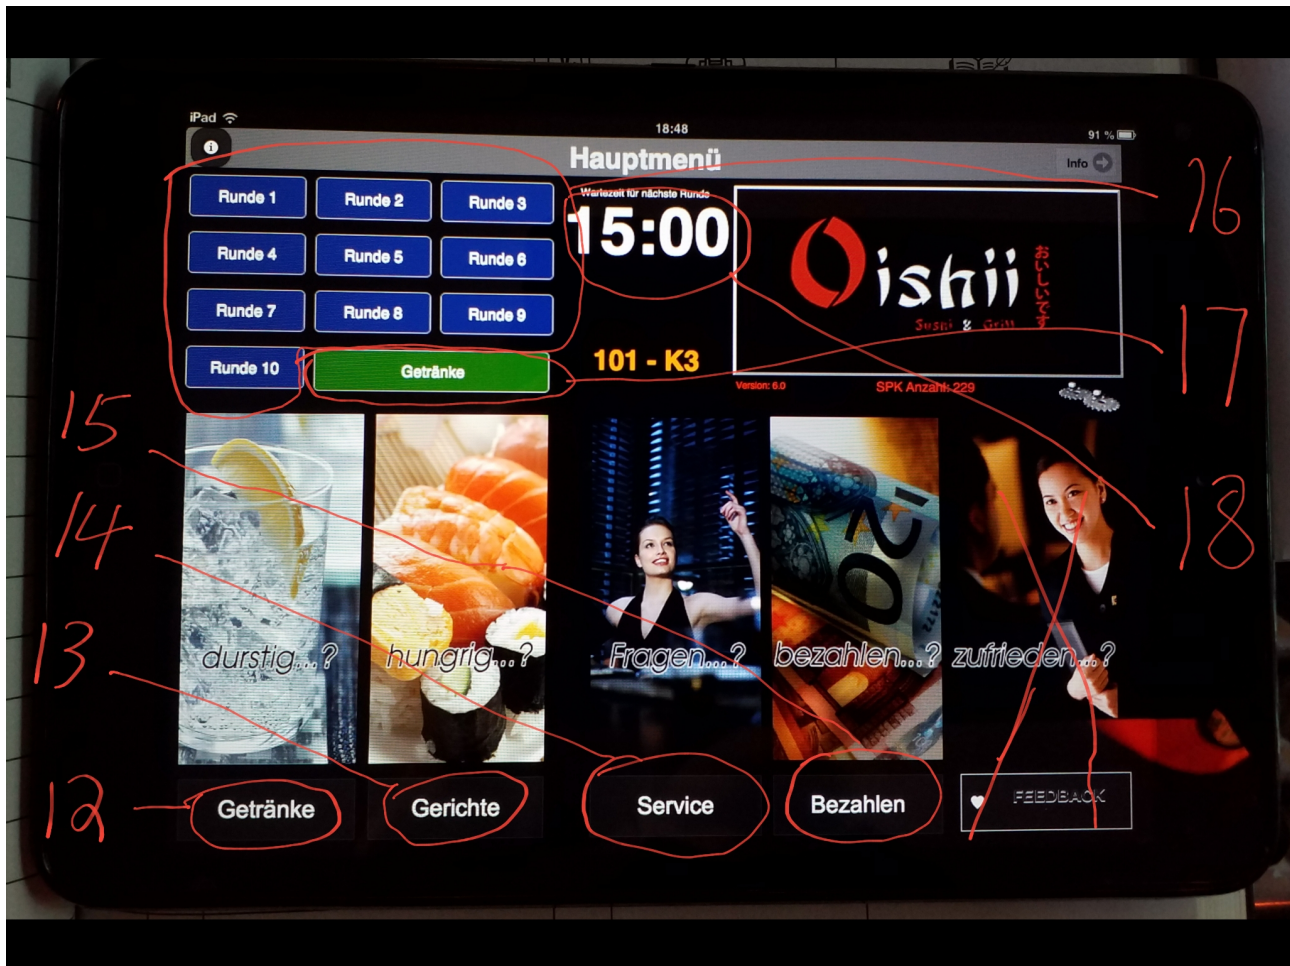 iPad
18:48
91 %
Hauptmenü
Info
Runde 1
Runde 2
Runde 3
Wartezeit für nächste Runde
15:00
Runde 4
Runde 5
Runde 6
Runde 7
Runde 8
Runde 9
Runde 10
Getränke
101 - K3
Oishii
おいしいです
Sushi & Grill
Version: 6.0
SPK Anzahl: 229
16
17
18
15
14
13
12
durstig...?
hungrig...?
Fragen...?
bezahlen...?
zufrieden...?
20
Getränke
Gerichte
Service
Bezahlen
FEEDBACK